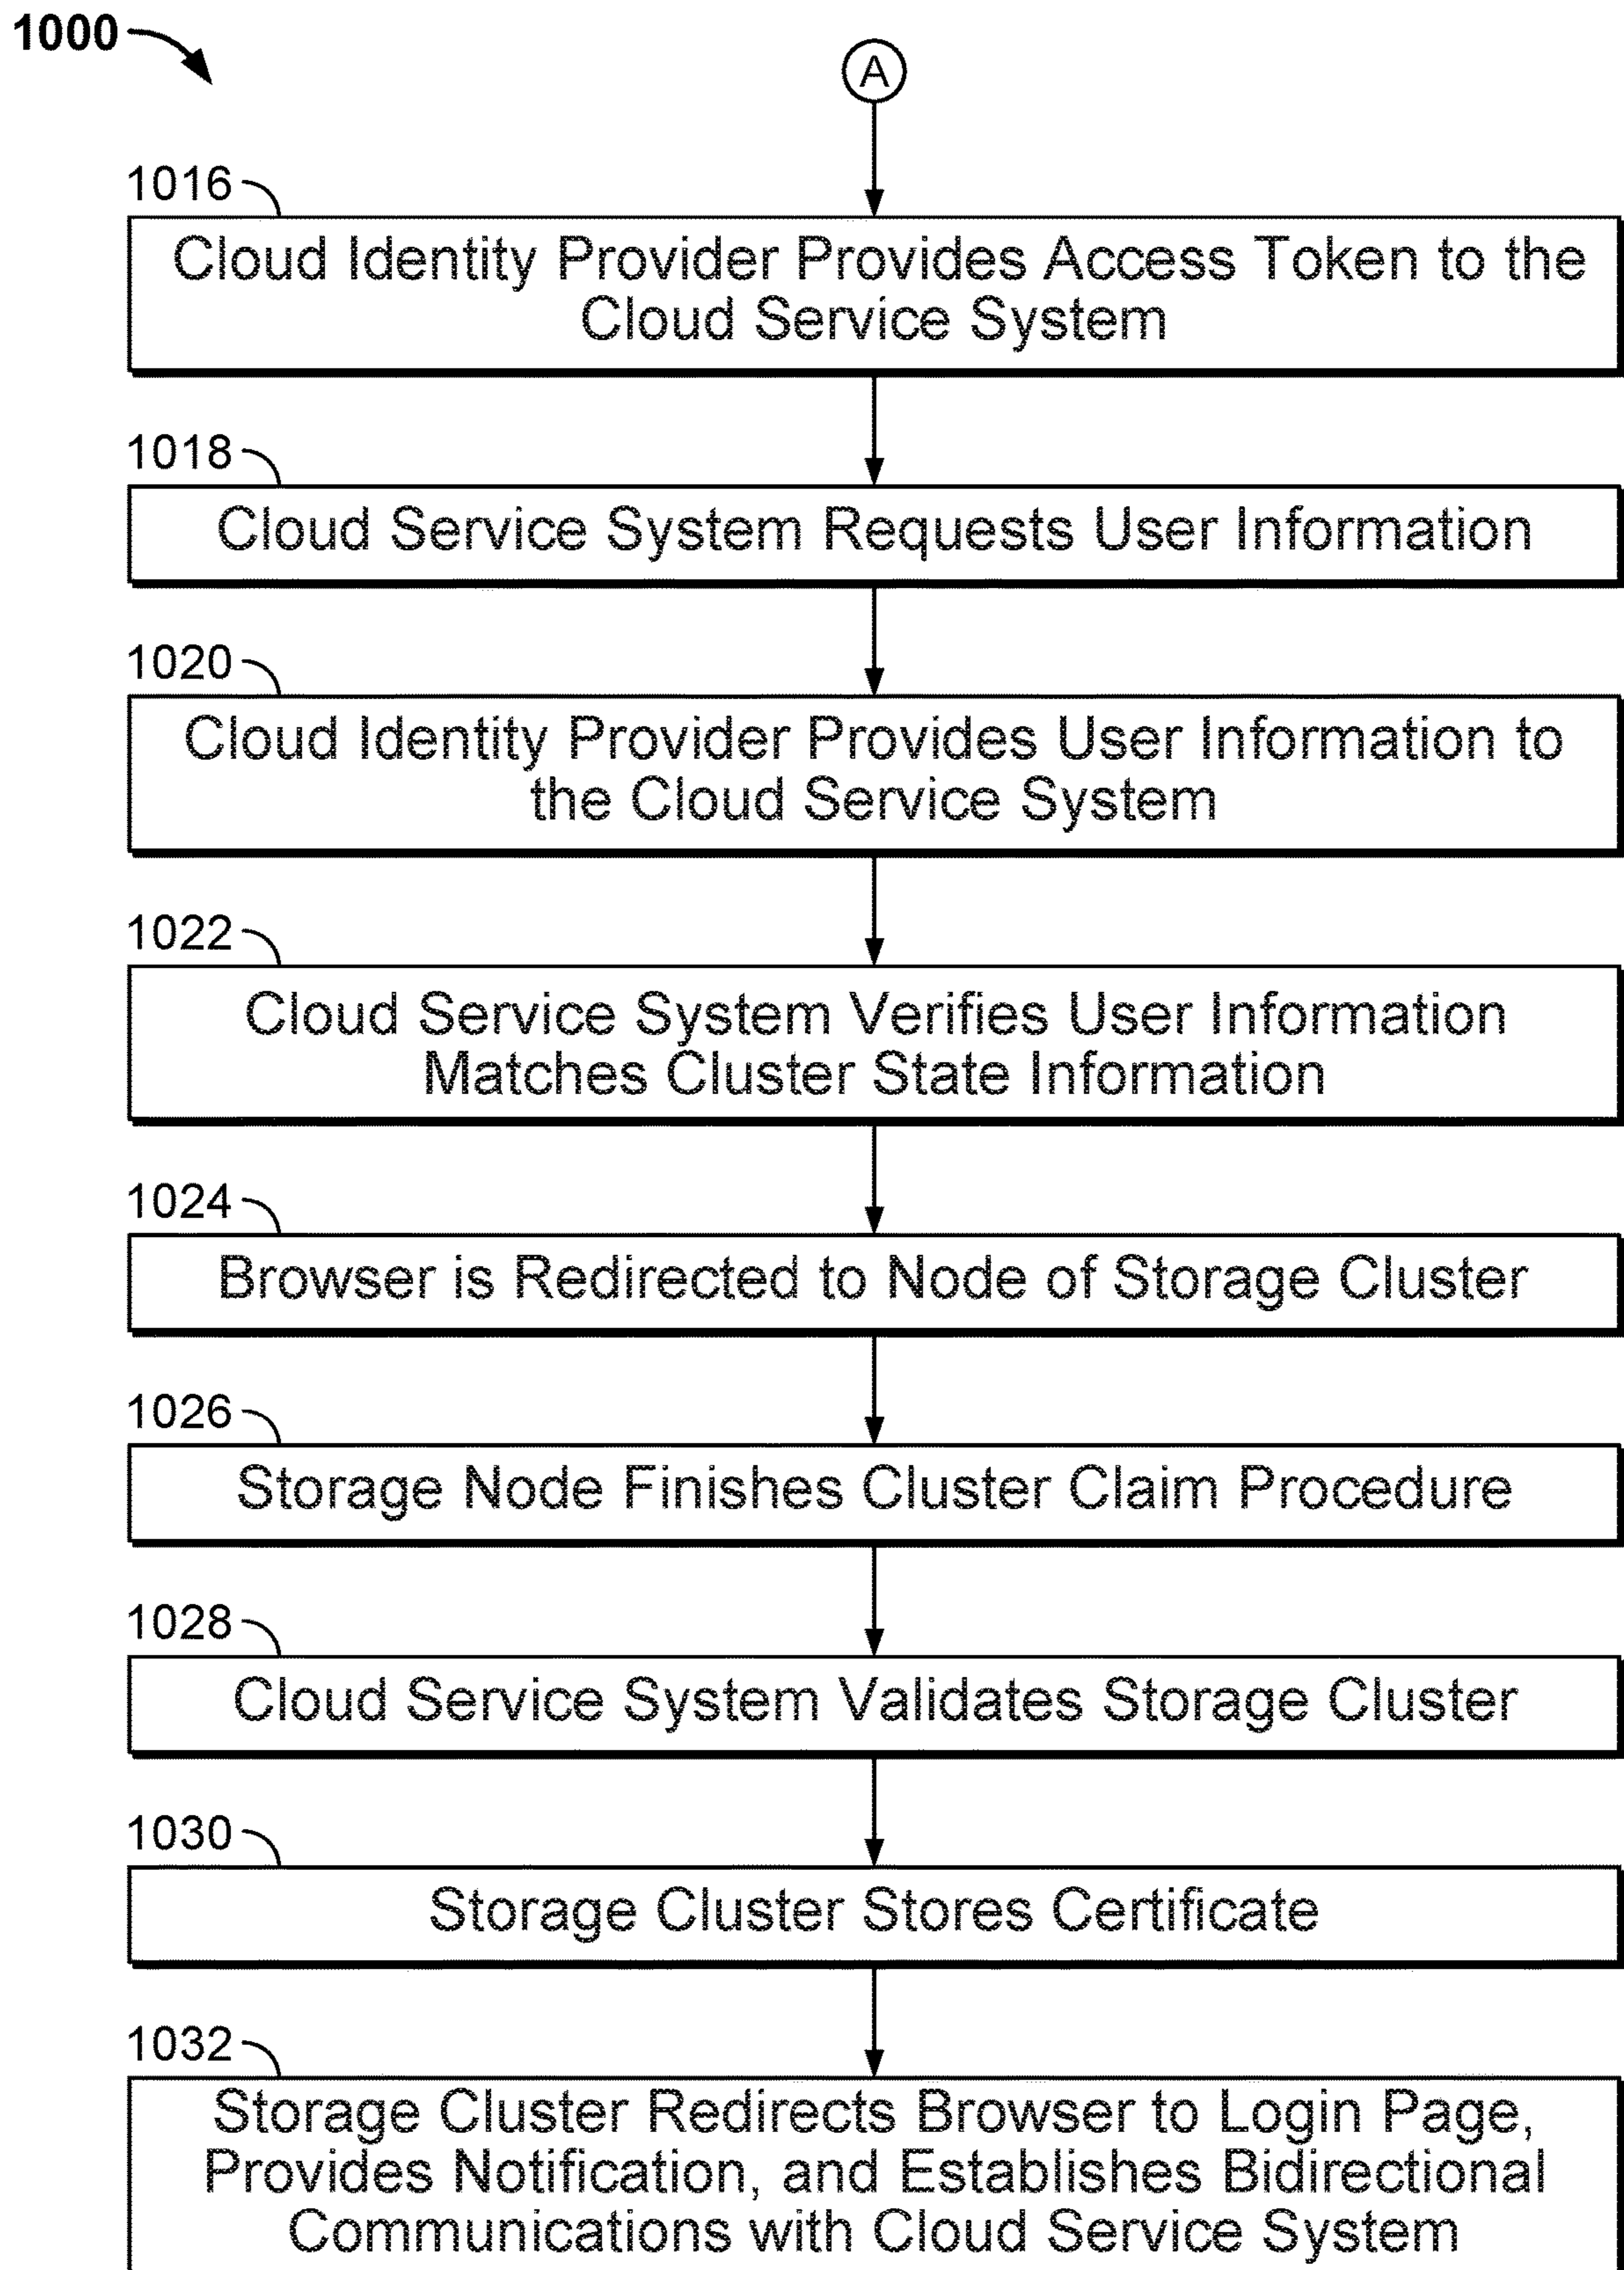 1000
A
1016
Cloud Identity Provider Provides Access Token to the
Cloud Service System
1018
Cloud Service System Requests User Information
1020
Cloud Identity Provider Provides User Information to
the Cloud Service System
1022
Cloud Service System Verifies User Information
Matches Cluster State Information
1024
Browser is Redirected to Node of Storage Cluster
1026
Storage Node Finishes Cluster Claim Procedure
1028
Cloud Service System Validates Storage Cluster
1030
Storage Cluster Stores Certificate
1032
Storage Cluster Redirects Browser to Login Page,
Provides Notification, and Establishes Bidirectional
Communications with Cloud Service System